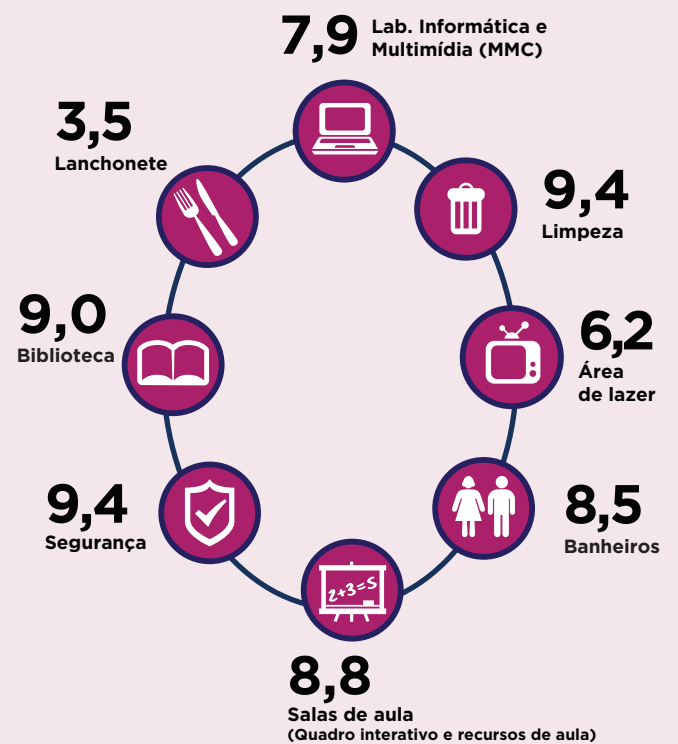 7,9
Lab. Informática e
Multimídia (MMC)
3,5
Lanchonete
9,4
Limpeza
9,0
Biblioteca
6,2
Área
de lazer
9,4
Segurança
8,5
Banheiros
2+3=5
8,8
Salas de aula
(Quadro interativo e recursos de aula)